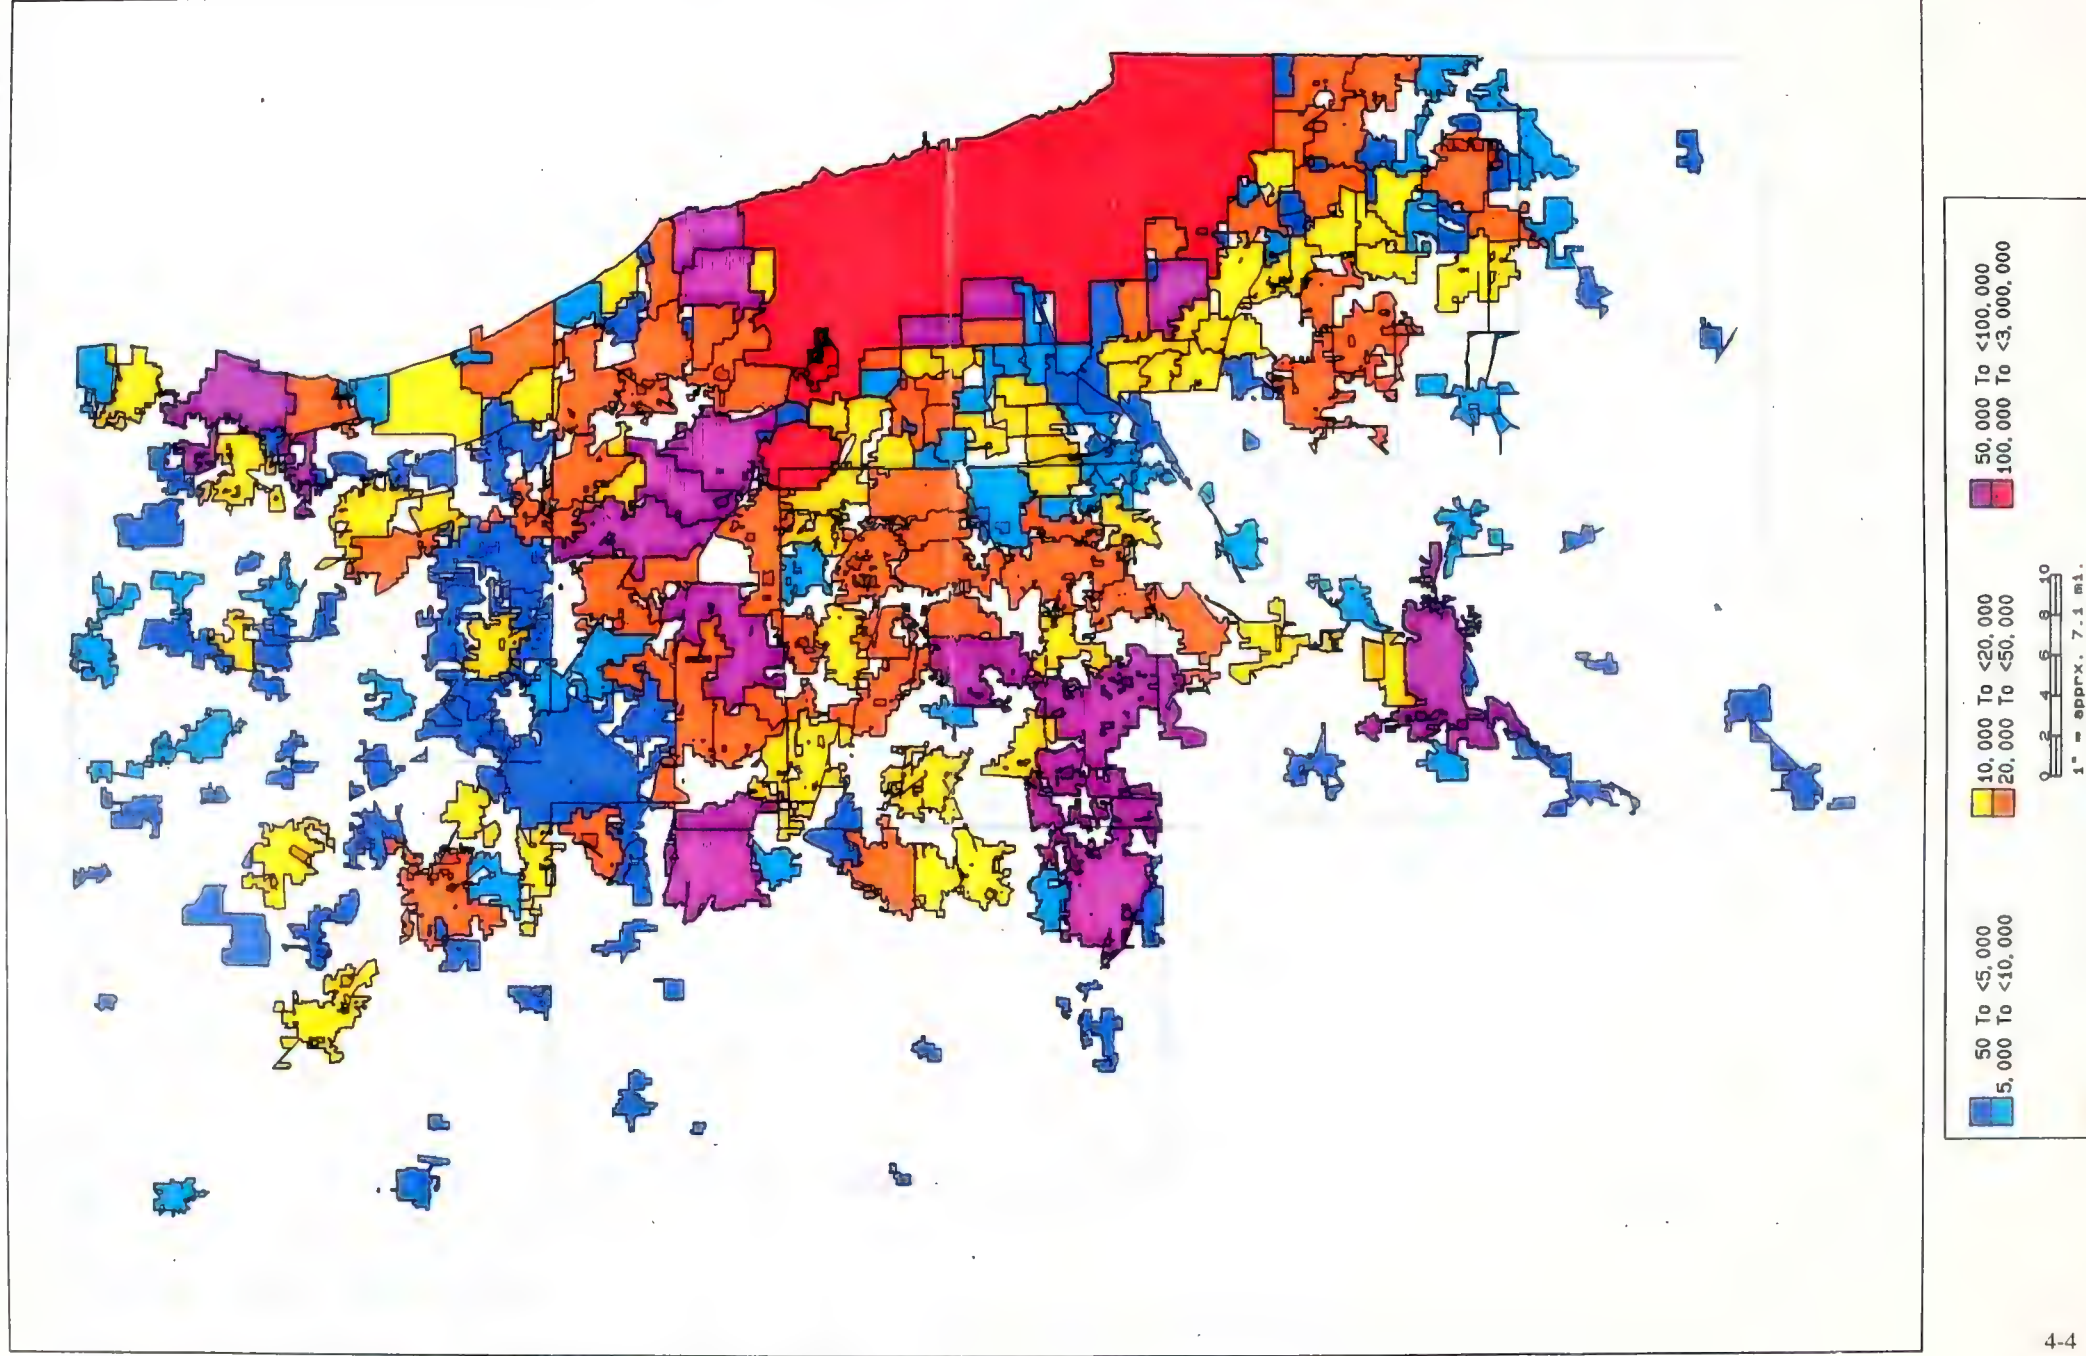 50 To <5,000
5,000 To <10,000
10,000 To <20,000
20,000 To <50,000
50,000 To <100,000
100,000 To <3,000,000
0 2 4 6 8 10
1" = apprx. 7.1 mi.
4-4